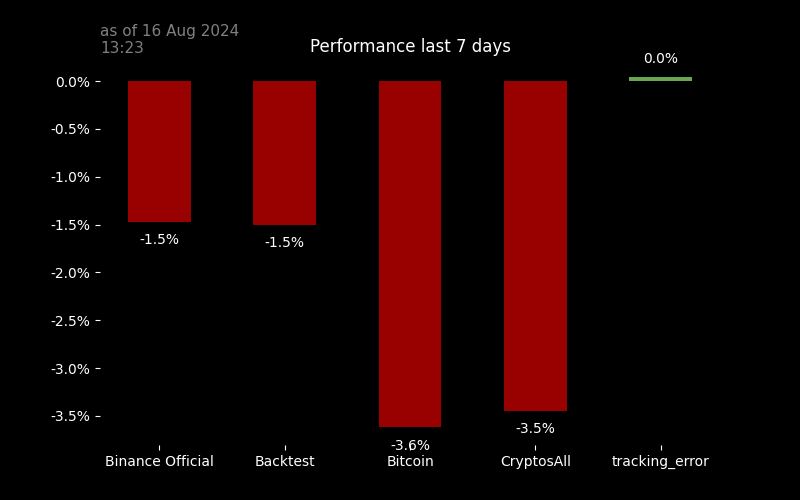 as of 16 Aug 2024
13:23
Performance last 7 days
0.0%
0.0%
-0.5%
-1.0%
-1.5%
-2.0%
-2.5%
-3.0%
-3.5%
-1.5%
-1.5%
-3.6%
-3.5%
Binance Official
Backtest
Bitcoin
CryptosAll
tracking_error